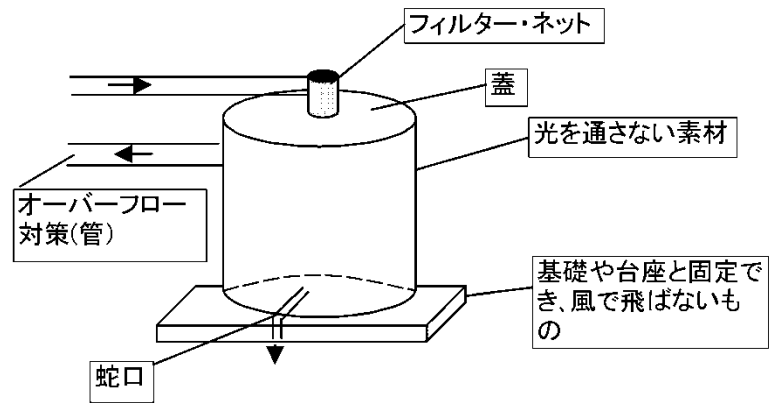 フィルター・ネット
蓋
光を通さない素材
オーバーフロー
対策(管)
基礎や台座と固定で
き、風で飛ばないも
の
蛇口